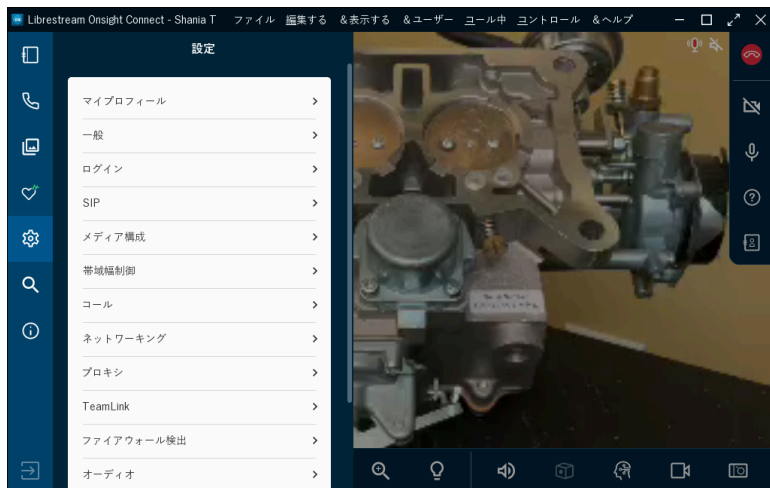 Librestream Onsight Connect - Shania T ファイル 編集する &表示する &ユーザー コール中 コントロール &ヘルプ
設定
マイプロフィール
一般
ログイン
SIP
メディア構成
帯域幅制御
コール
ネットワーキング
プロキシ
TeamLink
ファイアウォール検出
オーディオ